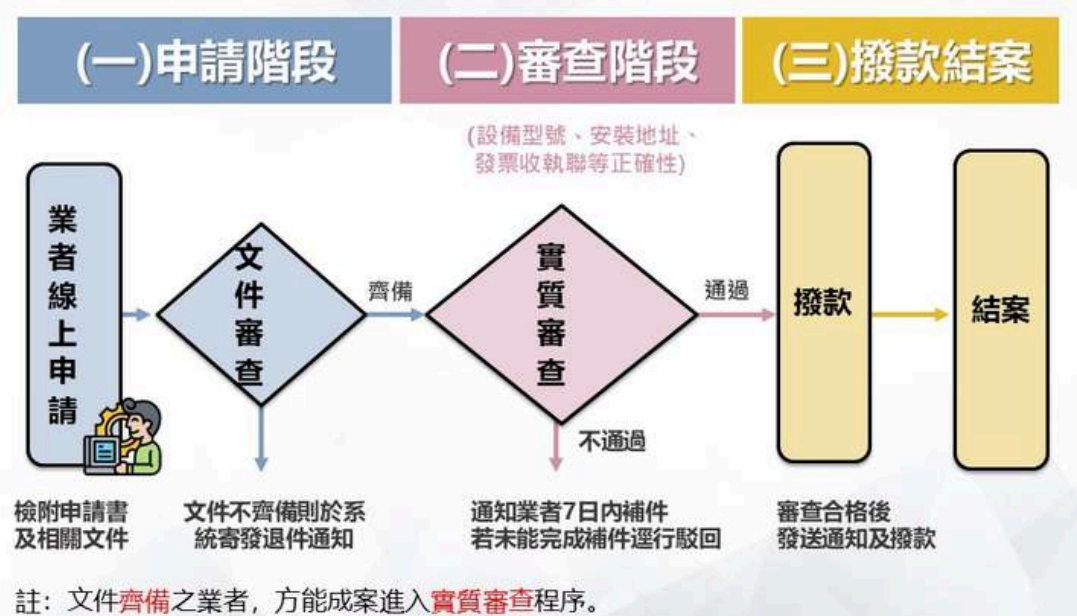 (一)申請階段
(二)審查階段
(三)撥款結案
(設備型號、安裝地址、
發票收執聯等正確性)
業者線上申請
文件審查
齊備
實質審查
通過
撥款
結案
不通過
檢附申請書
及相關文件
文件不齊備則於系
統寄發退件通知
通知業者7日內補件
若未能完成補件逕行駁回
審查合格後
發送通知及撥款
註：文件齊備之業者，方能成案進入實質審查程序。